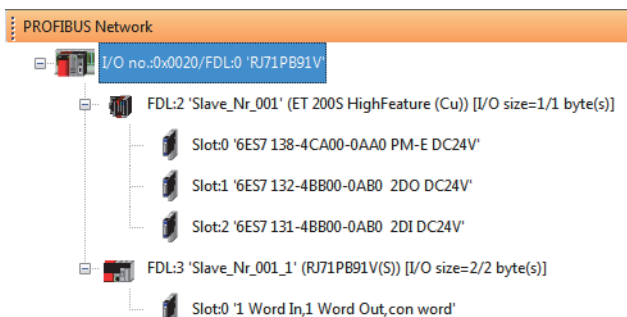 PROFIBUS Network
I/O no.:0x0020/FDL:0 'RJ71PB91V'
FDL:2 'Slave_Nr_001' (ET 200S HighFeature (Cu)) [I/O size=1/1 byte(s)]
Slot:0 '6ES7 138-4CA00-0AA0 PM-E DC24V'
Slot:1 '6ES7 132-4BB00-0AB0  2DO DC24V'
Slot:2 '6ES7 131-4BB00-0AB0  2DI DC24V'
FDL:3 'Slave_Nr_001_1' (RJ71PB91V(S)) [I/O size=2/2 byte(s)]
Slot:0 '1 Word In,1 Word Out,con word'